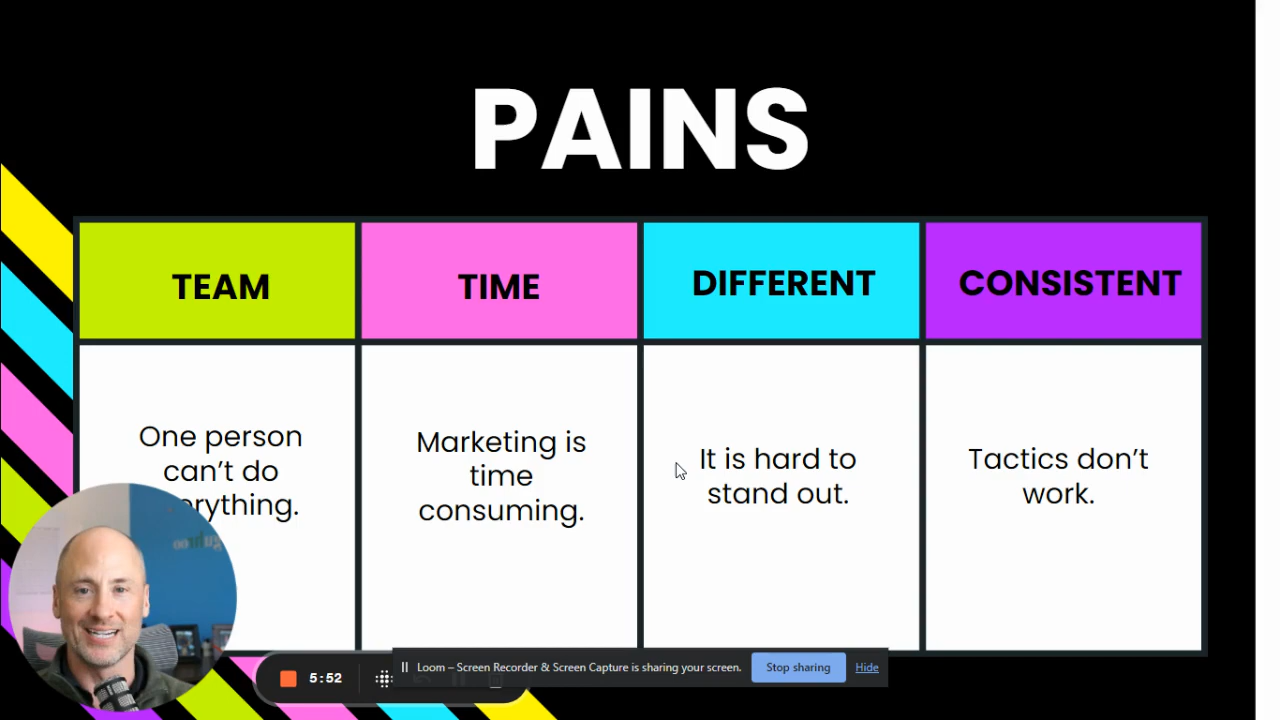 PAINS
TEAM
TIME
DIFFERENT
CONSISTENT
One person
can't do
erything.
Marketing is
time
consuming.
It is hard to
stand out.
Tactics don't
work.
5:52
Loom – Screen Recorder & Screen Capture is sharing your screen.
Stop sharing
Hide